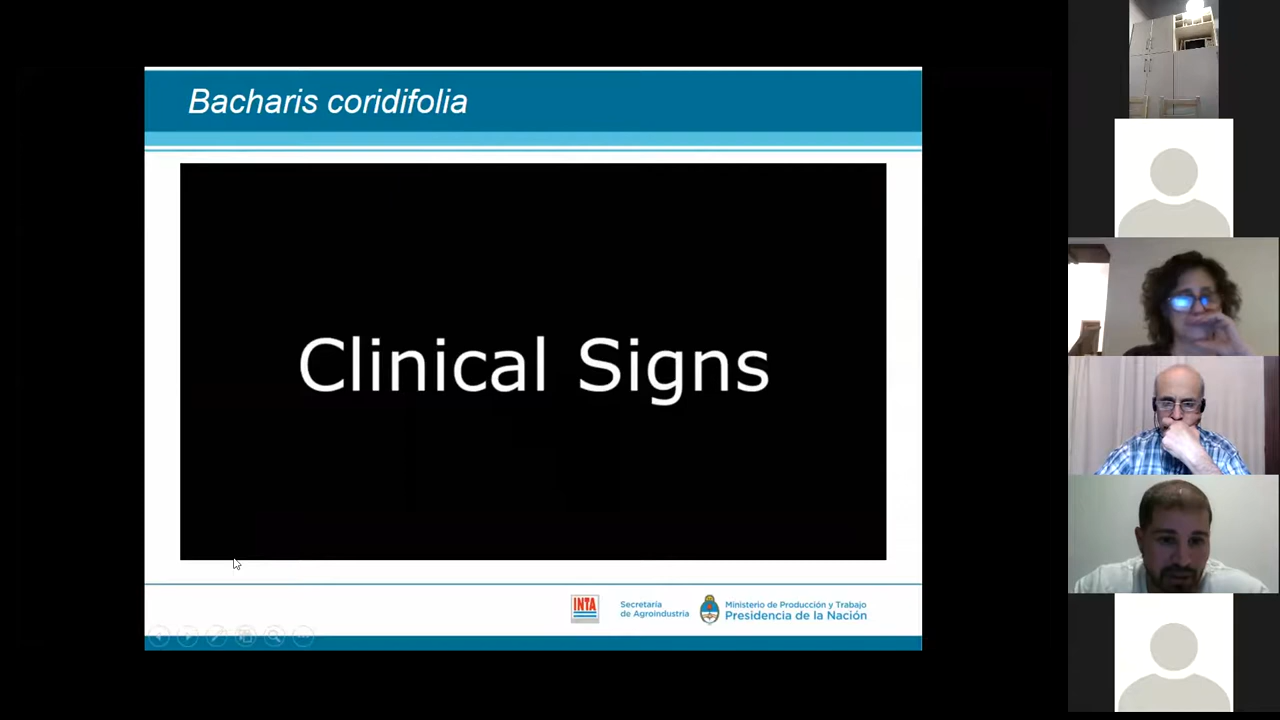 Bacharis coridifolia
Clinical Signs
INTA
Secretaría
de Agroindustria
Ministerio de Producción y Trabajo
Presidencia de la Nación